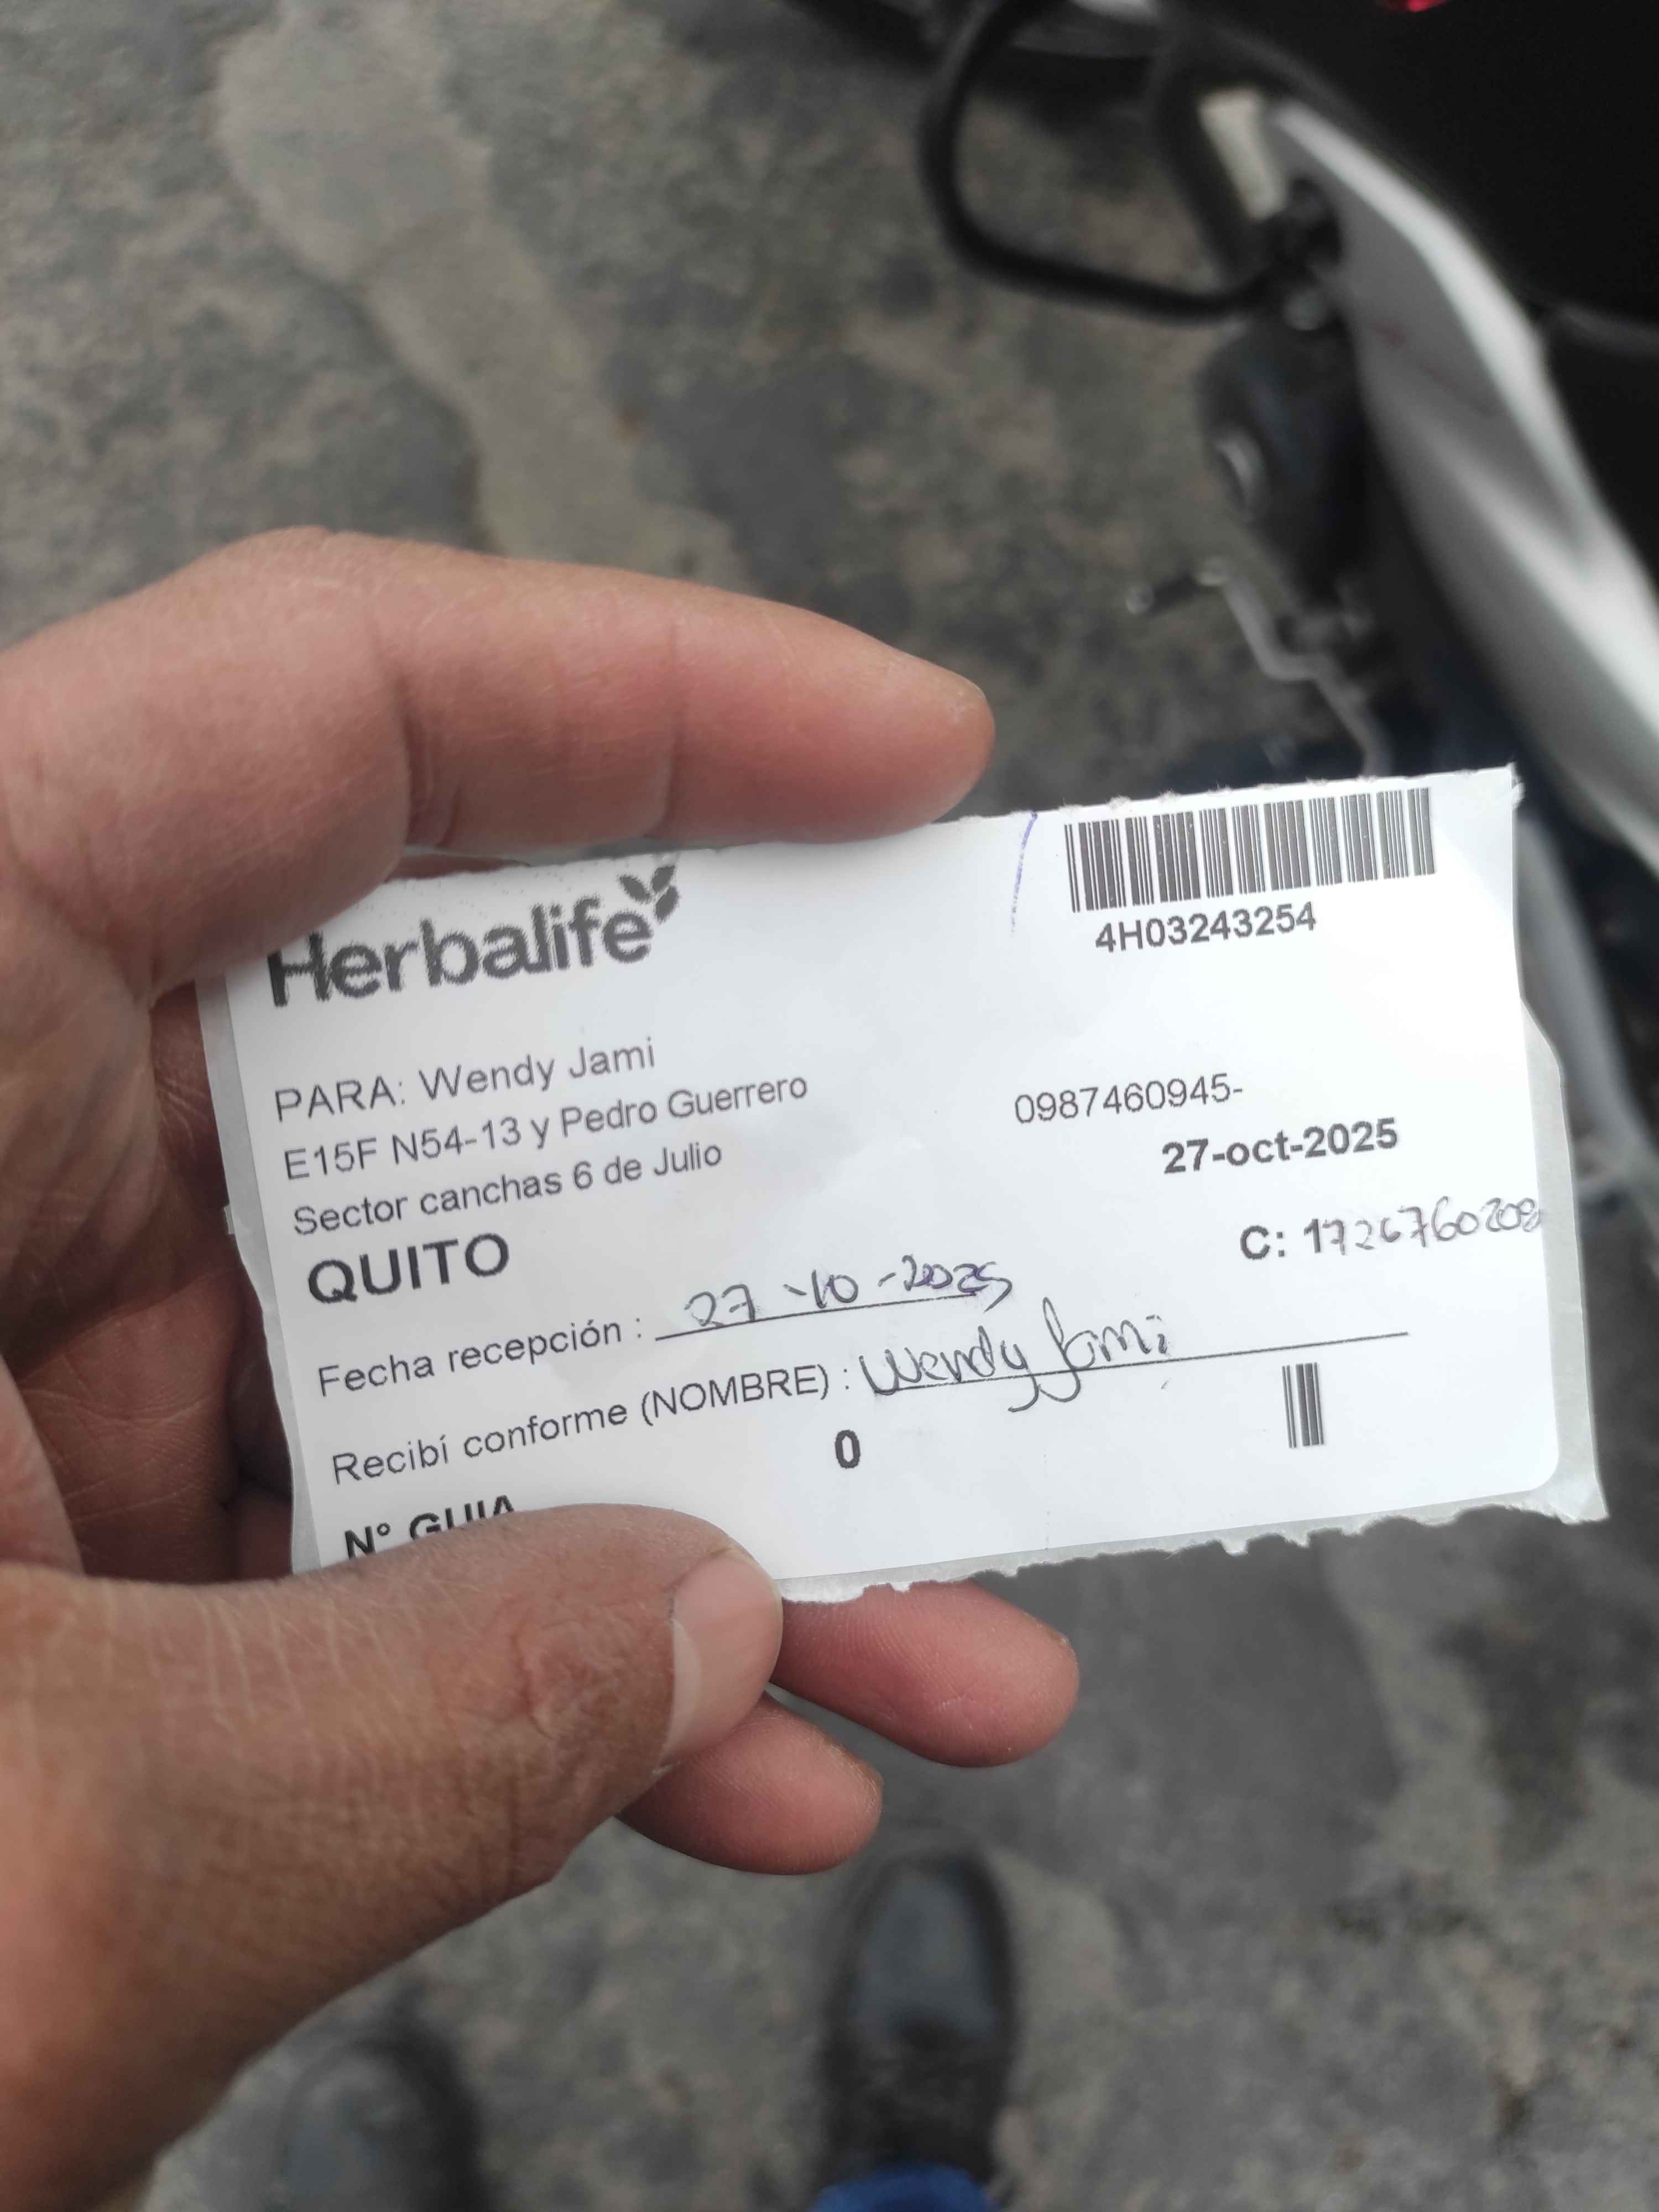 Herbalife
4H03243254
PARA: Wendy Jami
E15F N54-13 y Pedro Guerrero
0987460945-
Sector canchas 6 de Julio
27-oct-2025
QUITO
C: 1726760208
Fecha recepción : 27-10-2025
Recibí conforme (NOMBRE) : Wendy Jami
0
N° GUIA